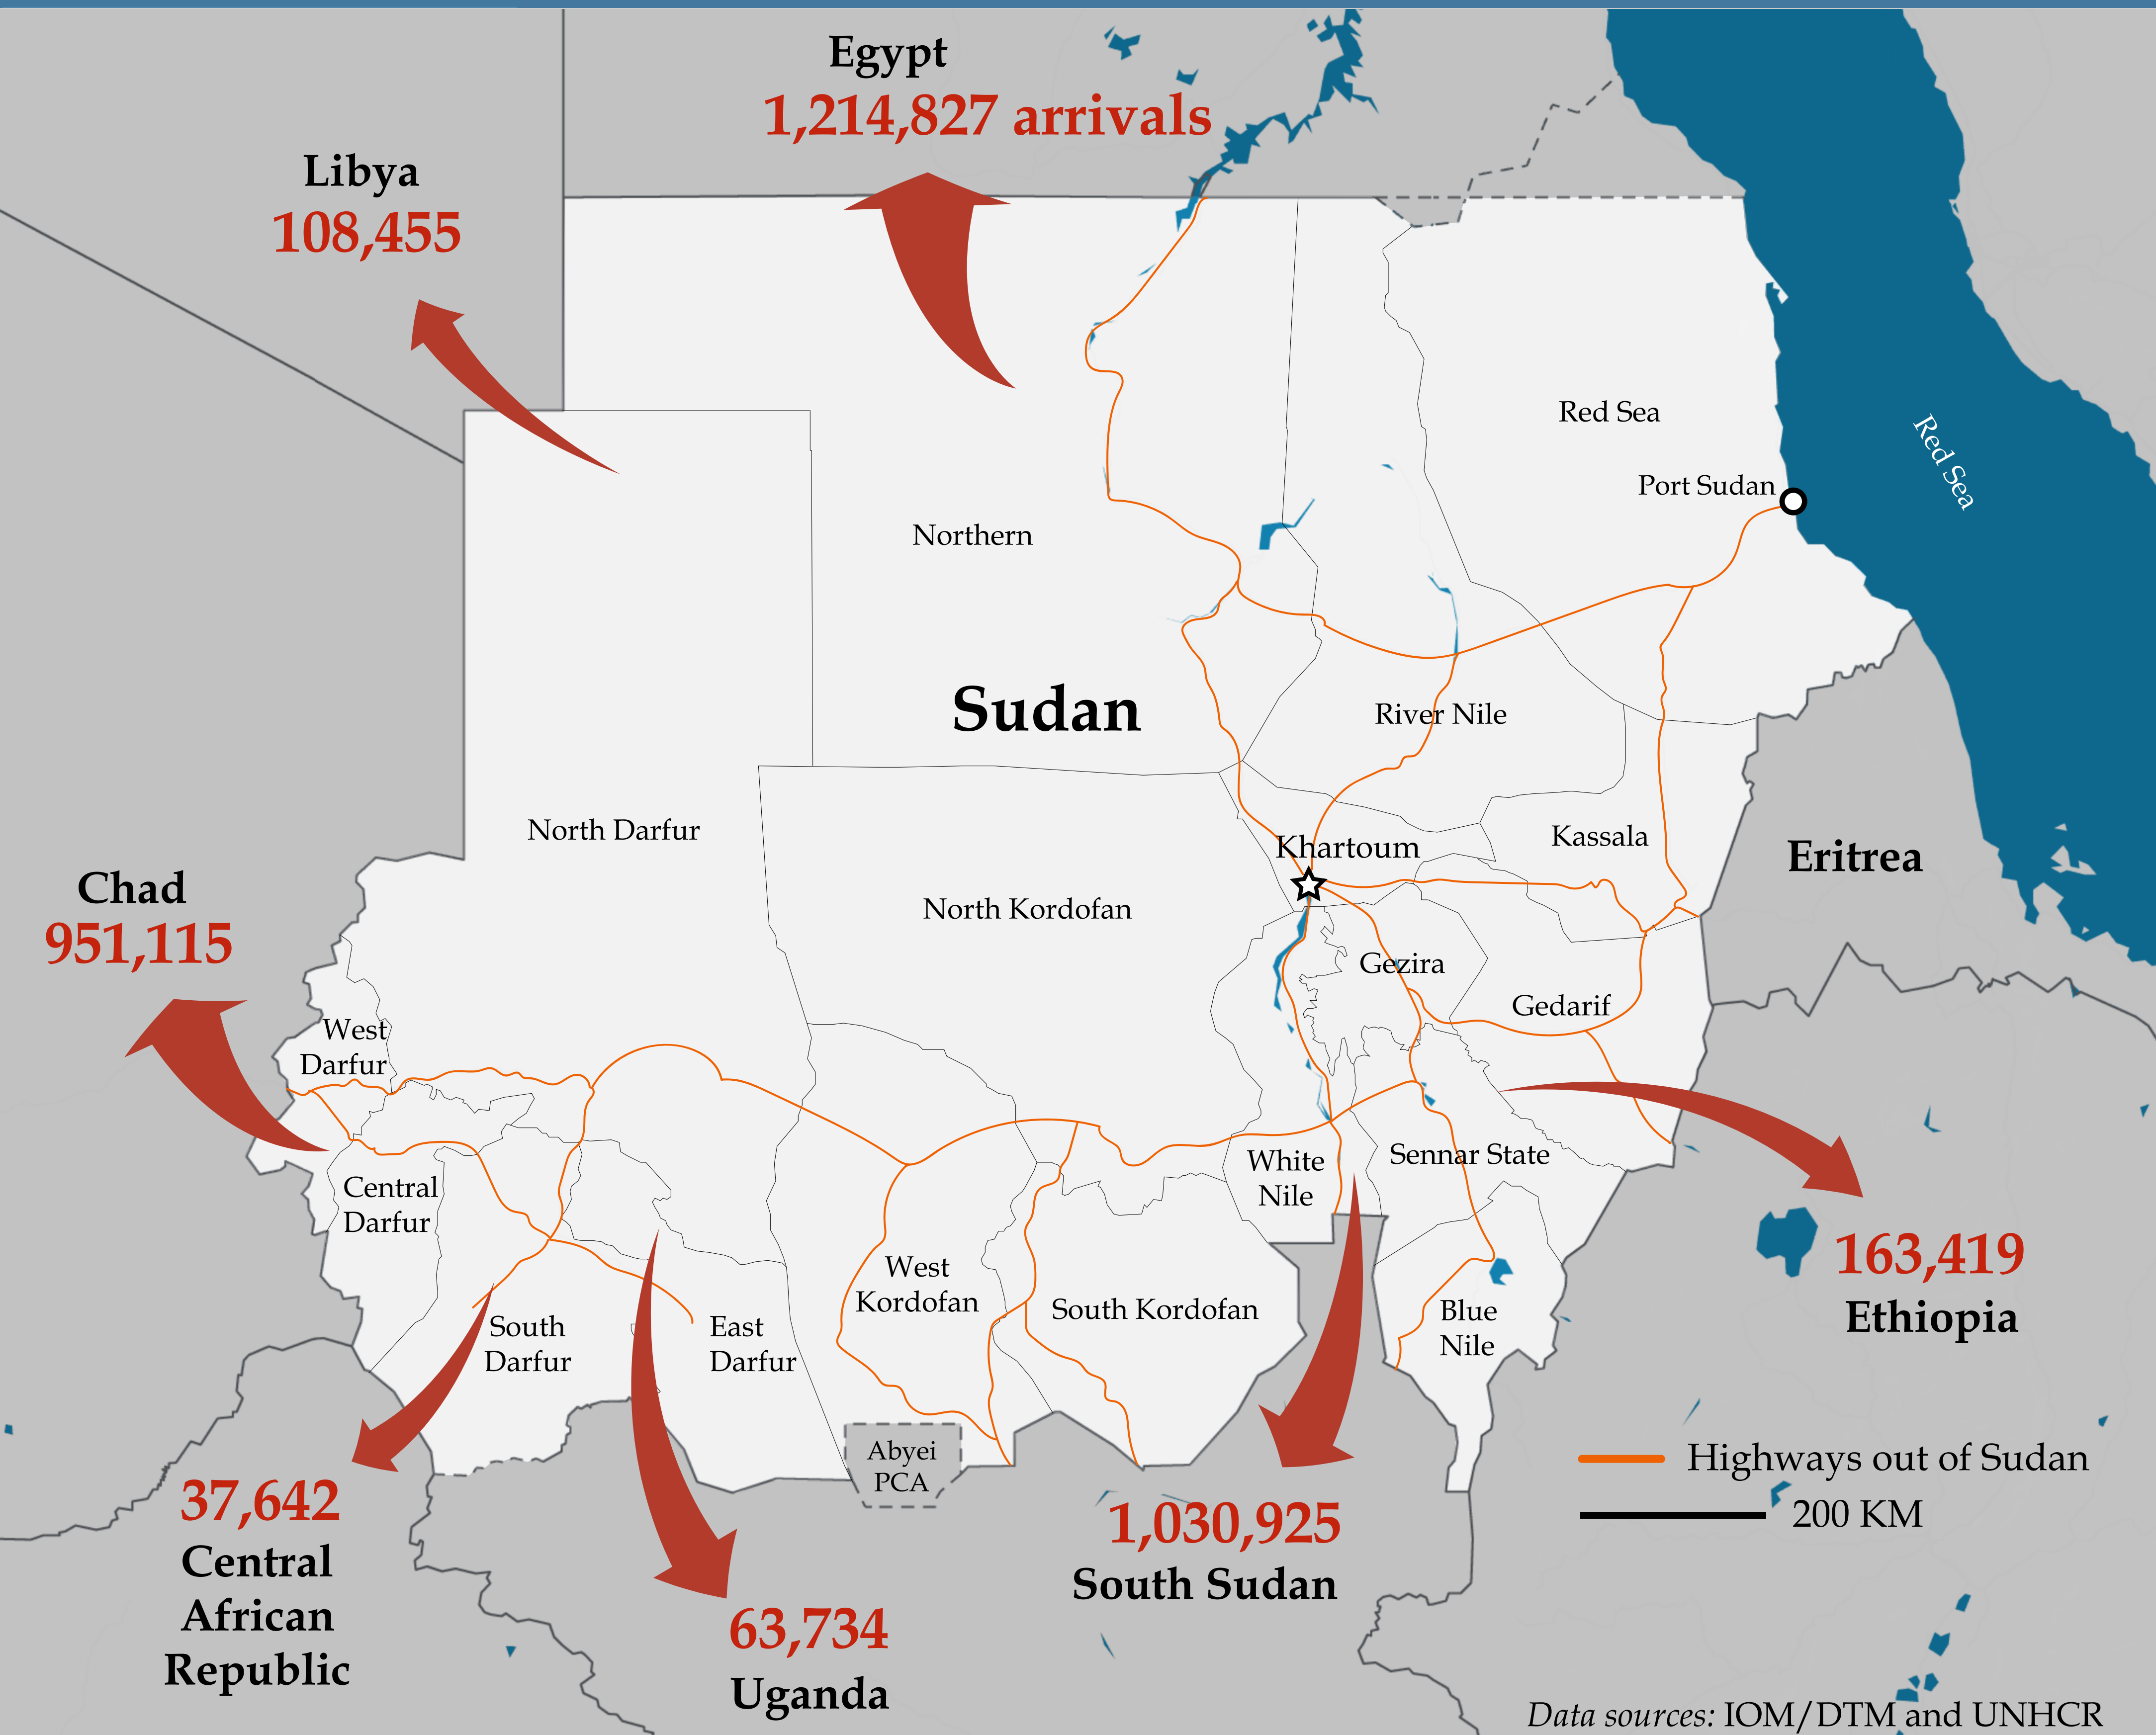 Egypt
1,214,827 arrivals
Libya
108,455
Red Sea
Red Sea
Port Sudan
Northern
Sudan
River Nile
North Darfur
Khartoum
Kassala
Eritrea
Chad
951,115
North Kordofan
Gezira
Gedarif
West
Darfur
Central
Darfur
White
Nile
Sennar State
163,419
Ethiopia
West
Kordofan
South Kordofan
Blue
Nile
South
Darfur
East
Darfur
Abyei
PCA
Highways out of Sudan
200 KM
37,642
Central
African
Republic
1,030,925
South Sudan
63,734
Uganda
Data sources: IOM/DTM and UNHCR